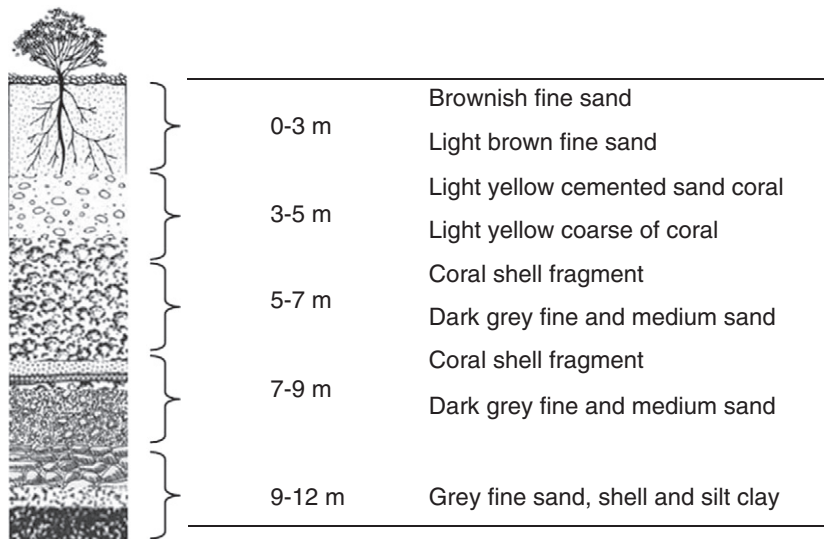 Brownish fine sand
0-3 m
Light brown fine sand
Light yellow cemented sand coral
3-5 m
Light yellow coarse of coral
Coral shell fragment
5-7 m
Dark grey fine and medium sand
Coral shell fragment
7-9 m
Dark grey fine and medium sand
9-12 m Grey fine sand, shell and silt clay